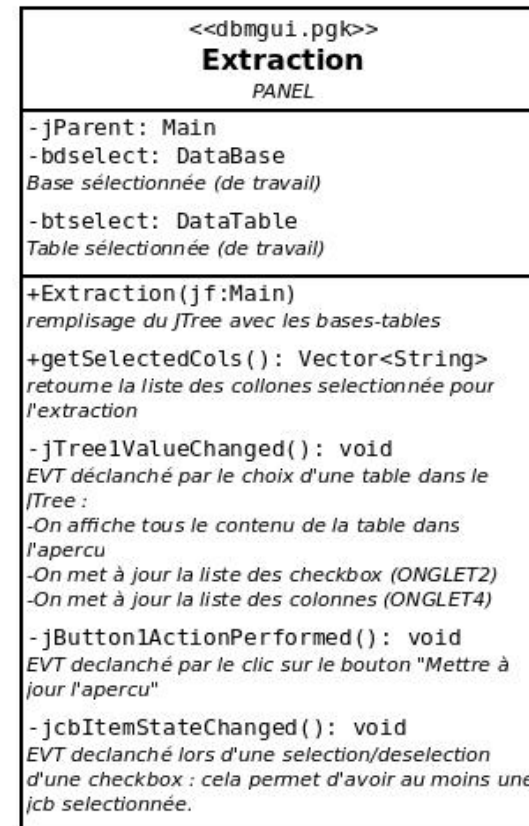 <<dbmgui.pgk>>
Extraction
PANEL
-jParent: Main
-bdselect: DataBase
Base sélectionnée (de travail)
-btselect: DataTable
Table sélectionnée (de travail)
+Extraction(jf:Main)
remplisage du JTree avec les bases-tables
+getSelectedCols(): Vector<String>
retourne la liste des collones selectionnée pour
l'extraction
-jTree1ValueChanged(): void
EVT déclanché par le choix d'une table dans le
JTree :
-On affiche tous le contenu de la table dans
l'apercu
-On met à jour la liste des checkbox (ONGLET2)
-On met à jour la liste des colonnes (ONGLET4)
-jButton1ActionPerformed(): void
EVT declanché par le clic sur le bouton "Mettre à
jour l'apercu"
-jcbItemStateChanged(): void
EVT declanché lors d'une selection/deselection
d'une checkbox : cela permet d'avoir au moins une
jcb selectionnée.